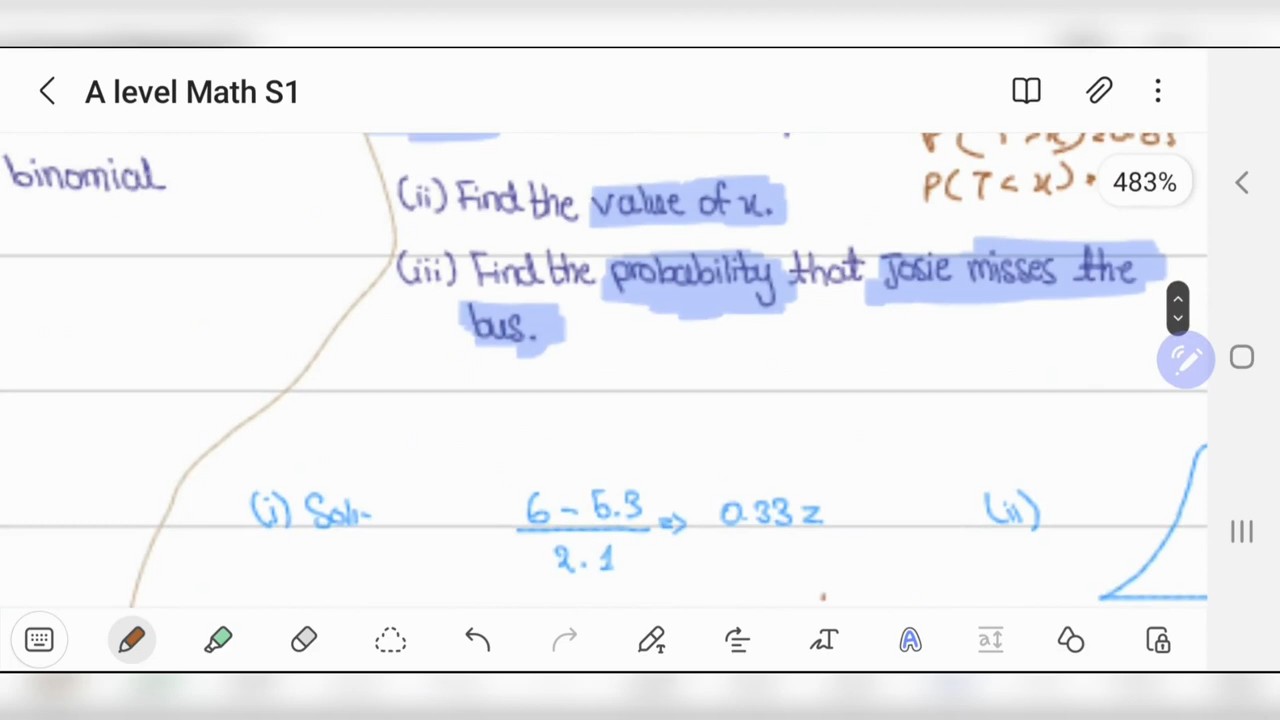 A level Math S1
binomial
P(T < x) =
483%
(ii) Find the value of x.
(iii) Find the probability that Josie misses the
bus.
(i) Sol:- 6 - 5.3 / 2.1 => 0.33 z (ii)